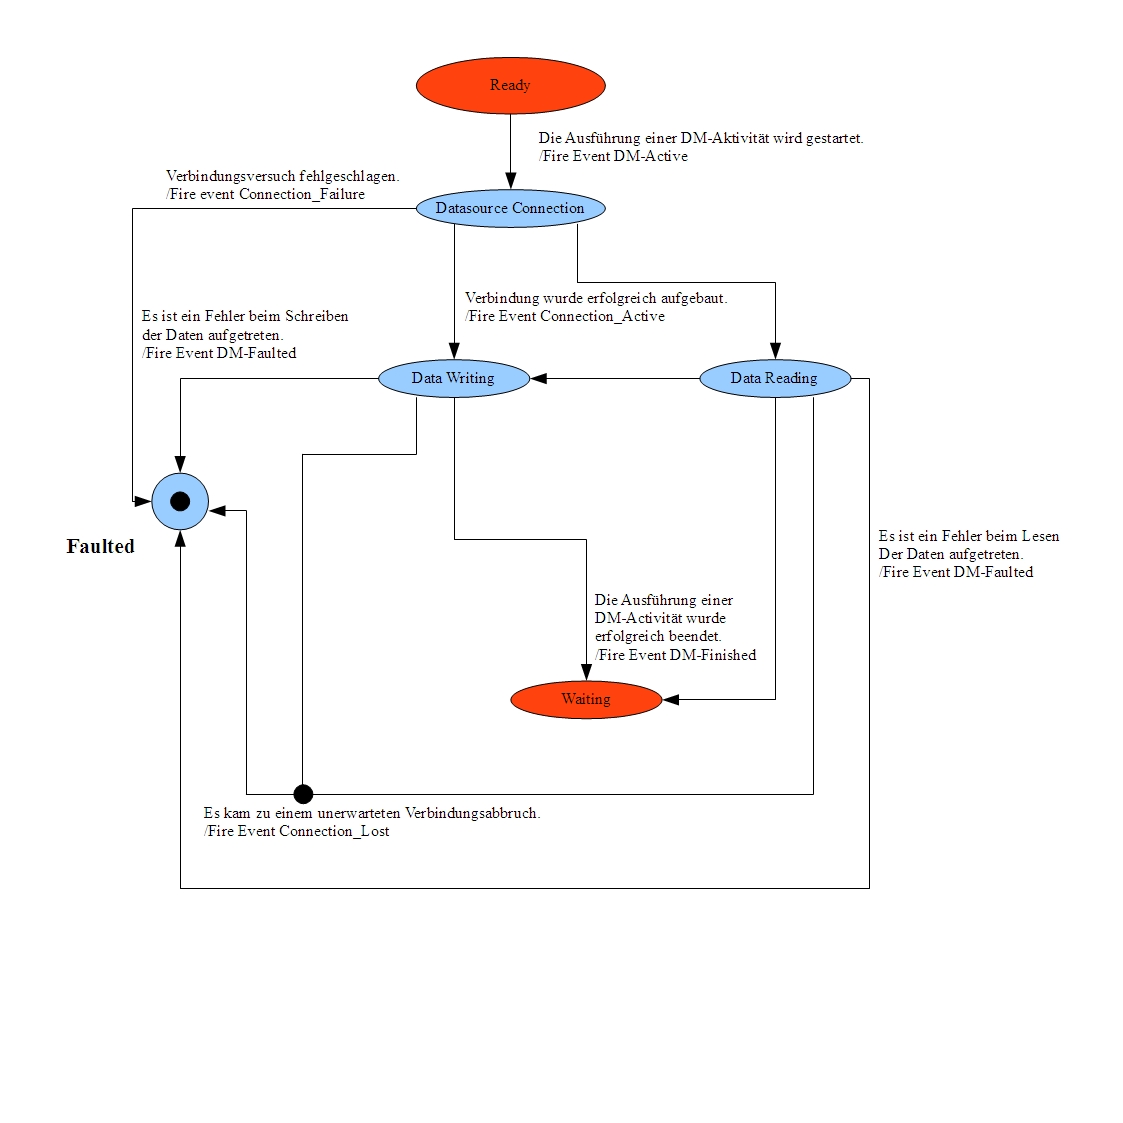 Ready
Die Ausführung einer DM-Aktivität wird gestartet.
/Fire Event DM-Active
Verbindungsversuch fehlgeschlagen.
/Fire event Connection_Failure
Datasource Connection
Verbindung wurde erfolgreich aufgebaut.
/Fire Event Connection_Active
Es ist ein Fehler beim Schreiben
der Daten aufgetreten.
/Fire Event DM-Faulted
Data Writing
Data Reading
Faulted
Es ist ein Fehler beim Lesen
Der Daten aufgetreten.
/Fire Event DM-Faulted
Die Ausführung einer
DM-Activität wurde
erfolgreich beendet.
/Fire Event DM-Finished
Waiting
Es kam zu einem unerwarteten Verbindungsabbruch.
/Fire Event Connection_Lost